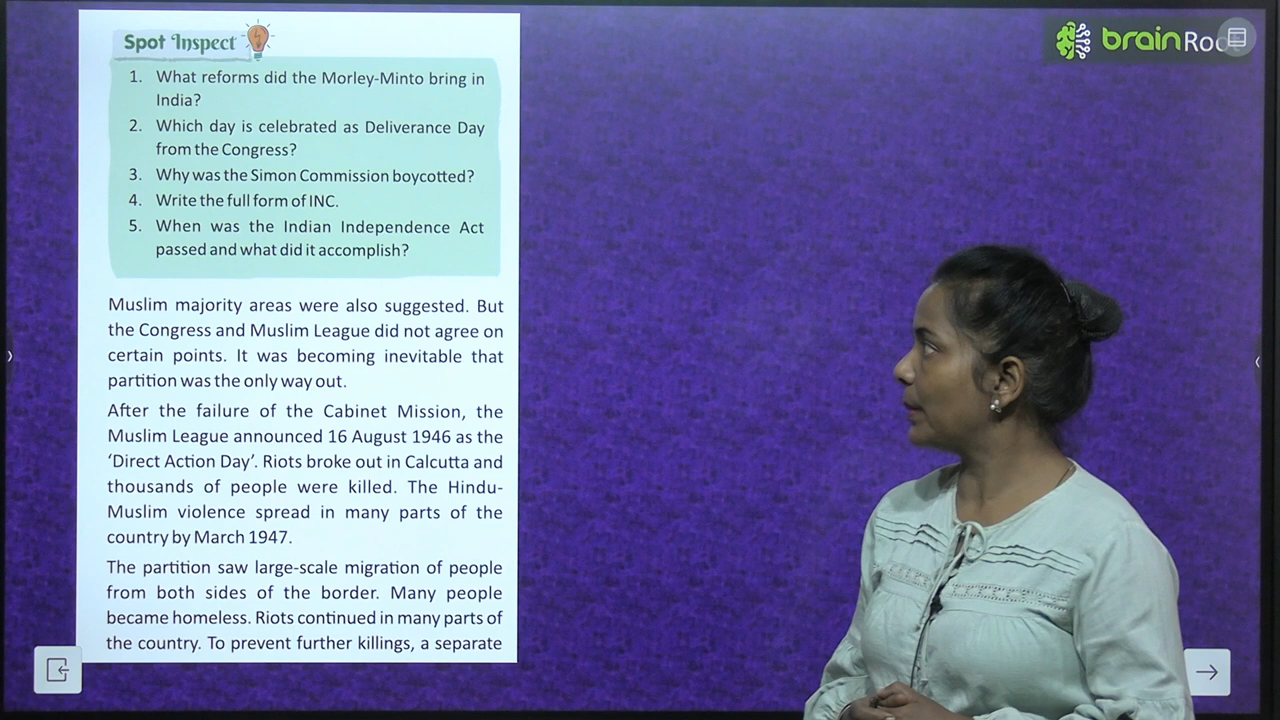 Spot Inspect
1. What reforms did the Morley-Minto bring in
India?
2. Which day is celebrated as Deliverance Day
from the Congress?
3. Why was the Simon Commission boycotted?
4. Write the full form of INC.
5. When was the Indian Independence Act
passed and what did it accomplish?
Muslim majority areas were also suggested. But
the Congress and Muslim League did not agree on
certain points. It was becoming inevitable that
partition was the only way out.
After the failure of the Cabinet Mission, the
Muslim League announced 16 August 1946 as the
‘Direct Action Day’. Riots broke out in Calcutta and
thousands of people were killed. The Hindu-
Muslim violence spread in many parts of the
country by March 1947.
The partition saw large-scale migration of people
from both sides of the border. Many people
became homeless. Riots continued in many parts of
the country. To prevent further killings, a separate
brain